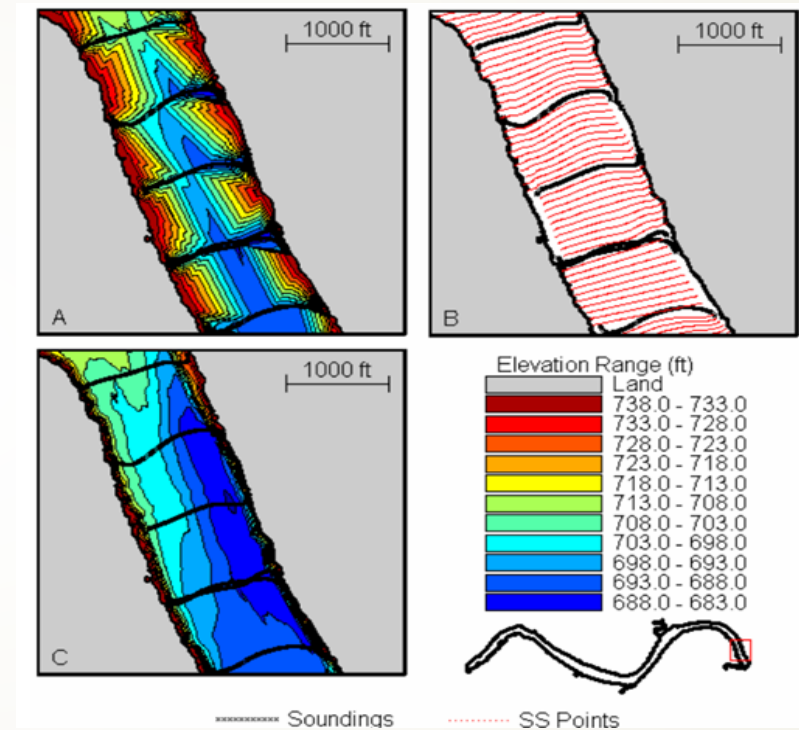 1000 ft
A
1000 ft
B
1000 ft
C
Elevation Range (ft)
Land
738.0 - 733.0
733.0 - 728.0
728.0 - 723.0
723.0 - 718.0
718.0 - 713.0
713.0 - 708.0
708.0 - 703.0
703.0 - 698.0
698.0 - 693.0
693.0 - 688.0
688.0 - 683.0
Soundings
SS Points